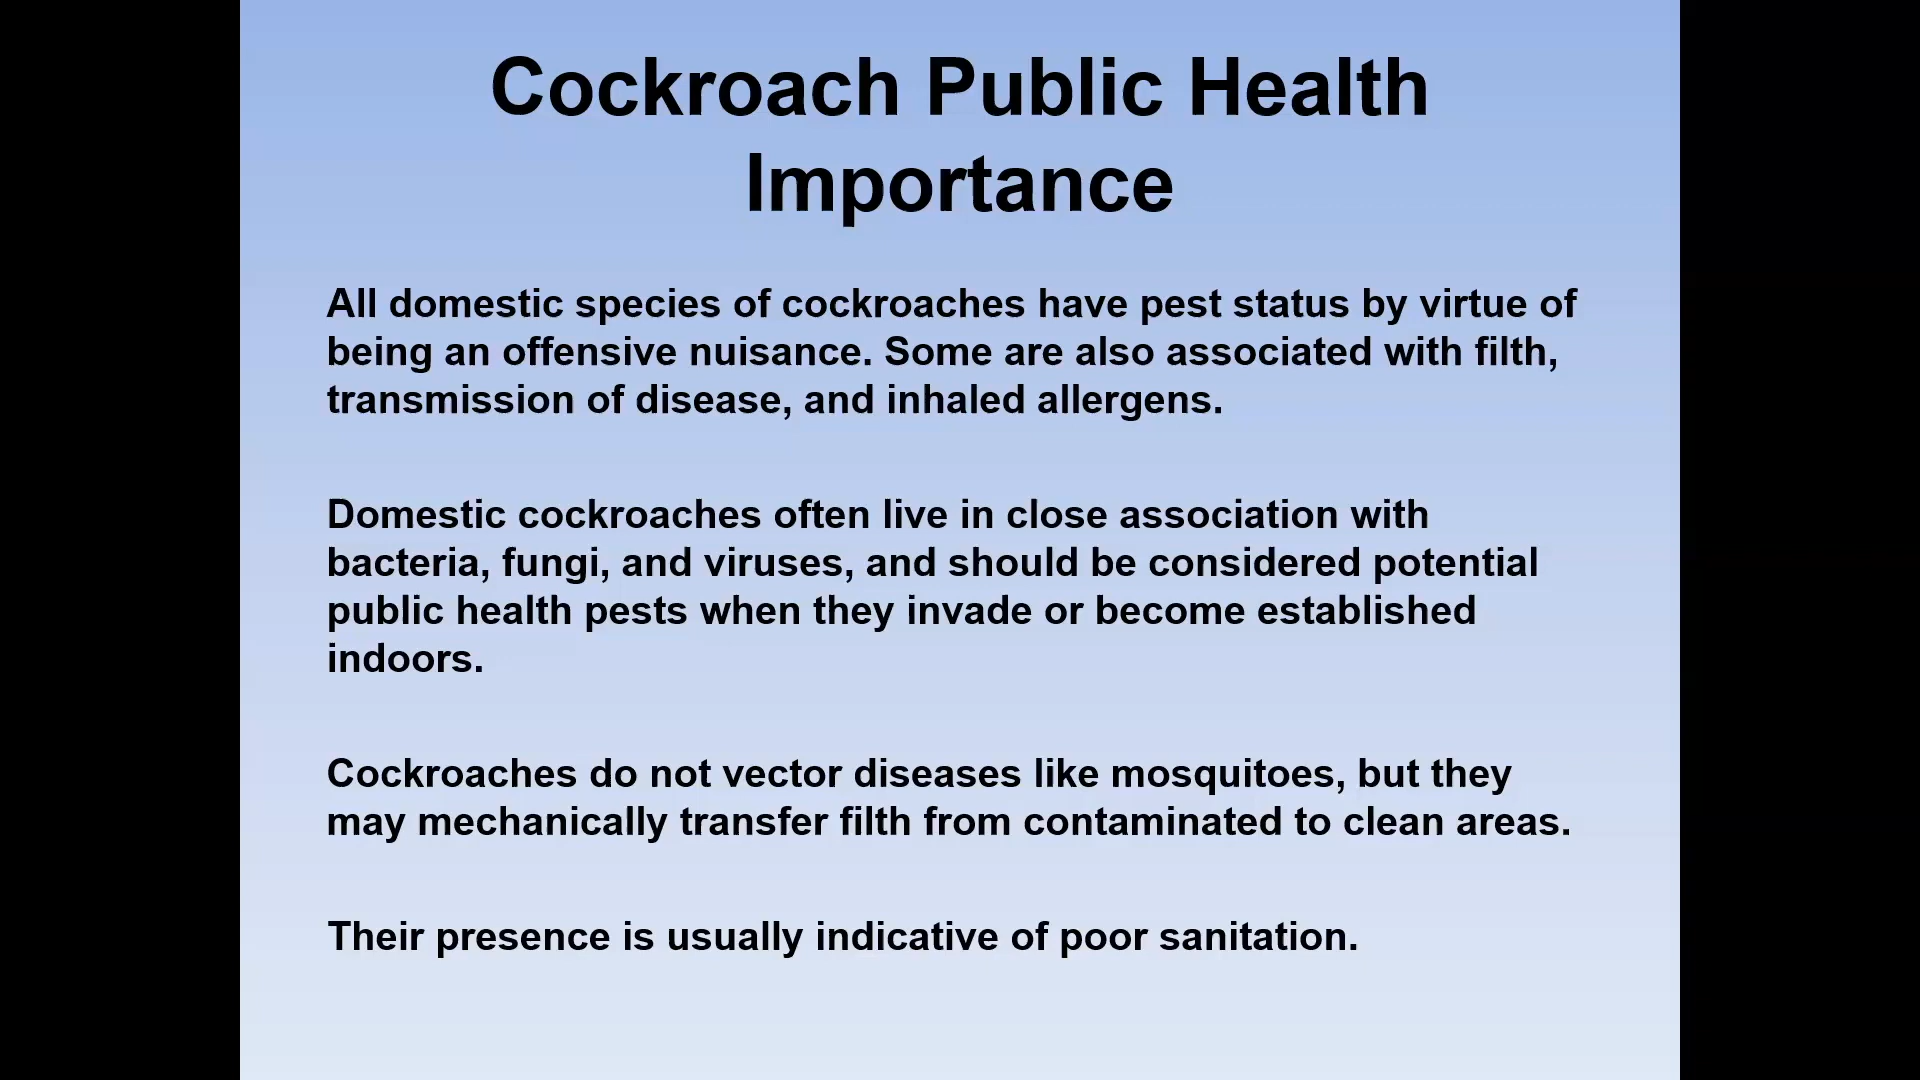 Cockroach Public Health
Importance
All domestic species of cockroaches have pest status by virtue of
being an offensive nuisance. Some are also associated with filth,
transmission of disease, and inhaled allergens.
Domestic cockroaches often live in close association with
bacteria, fungi, and viruses, and should be considered potential
public health pests when they invade or become established
indoors.
Cockroaches do not vector diseases like mosquitoes, but they
may mechanically transfer filth from contaminated to clean areas.
Their presence is usually indicative of poor sanitation.